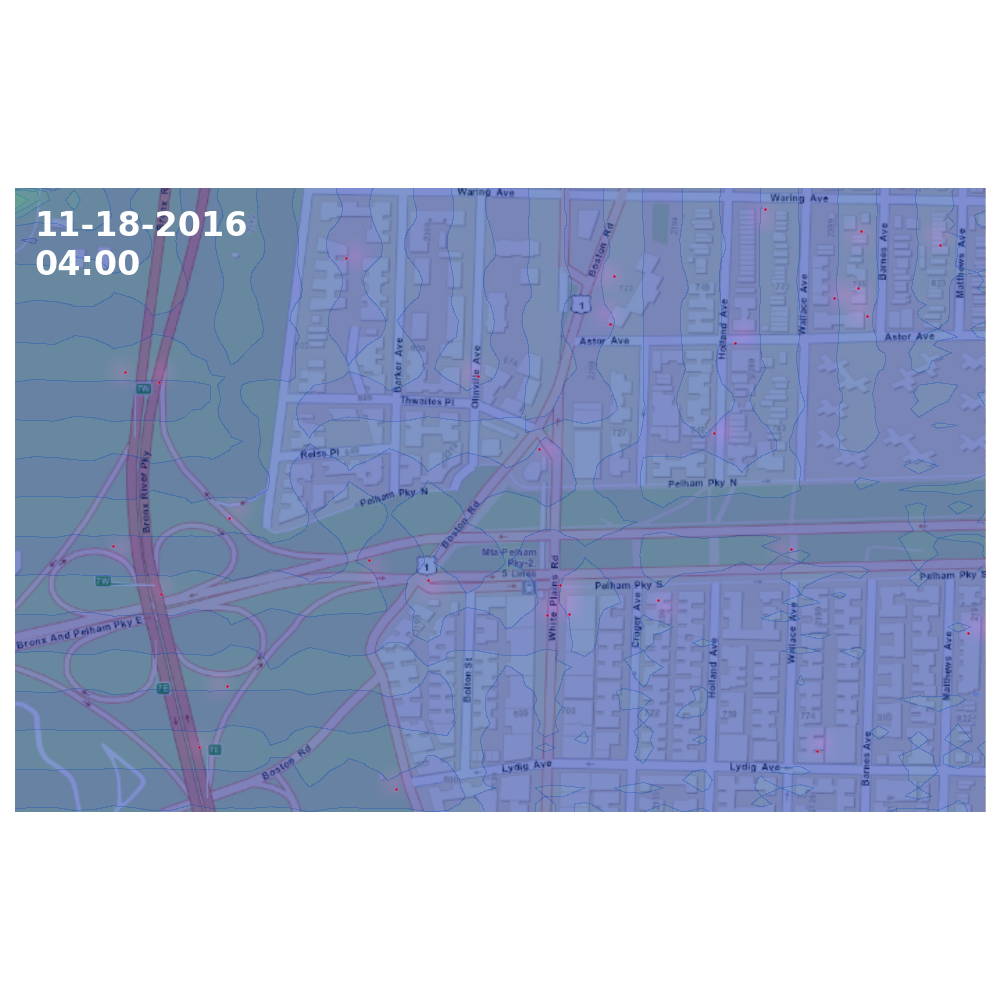 Waring Ave
Waring Ave
11-18-2016
04:00
Boston Rd
Barnes Ave
Matthews Ave
1
Wallace Ave
Holland Ave
Astor Ave
Astor Ave
Barker Ave
Olinville Ave
7W
Thwaites Pl
Reiss Pl
Bronx River Pky
Pelham Pky N
Pelham Pky N
Boston Rd
Mta-Pelham
Pky-2,
5 Lines
1
7W
White Plains Rd
Pelham Pky S
Pelham Pky S
Cruger Ave
Wallace Ave
Bronx And Pelham Pky E
Bolton St
Holland Ave
Matthews Ave
7E
7E
Boston Rd
Lydig Ave
Lydig Ave
Barnes Ave